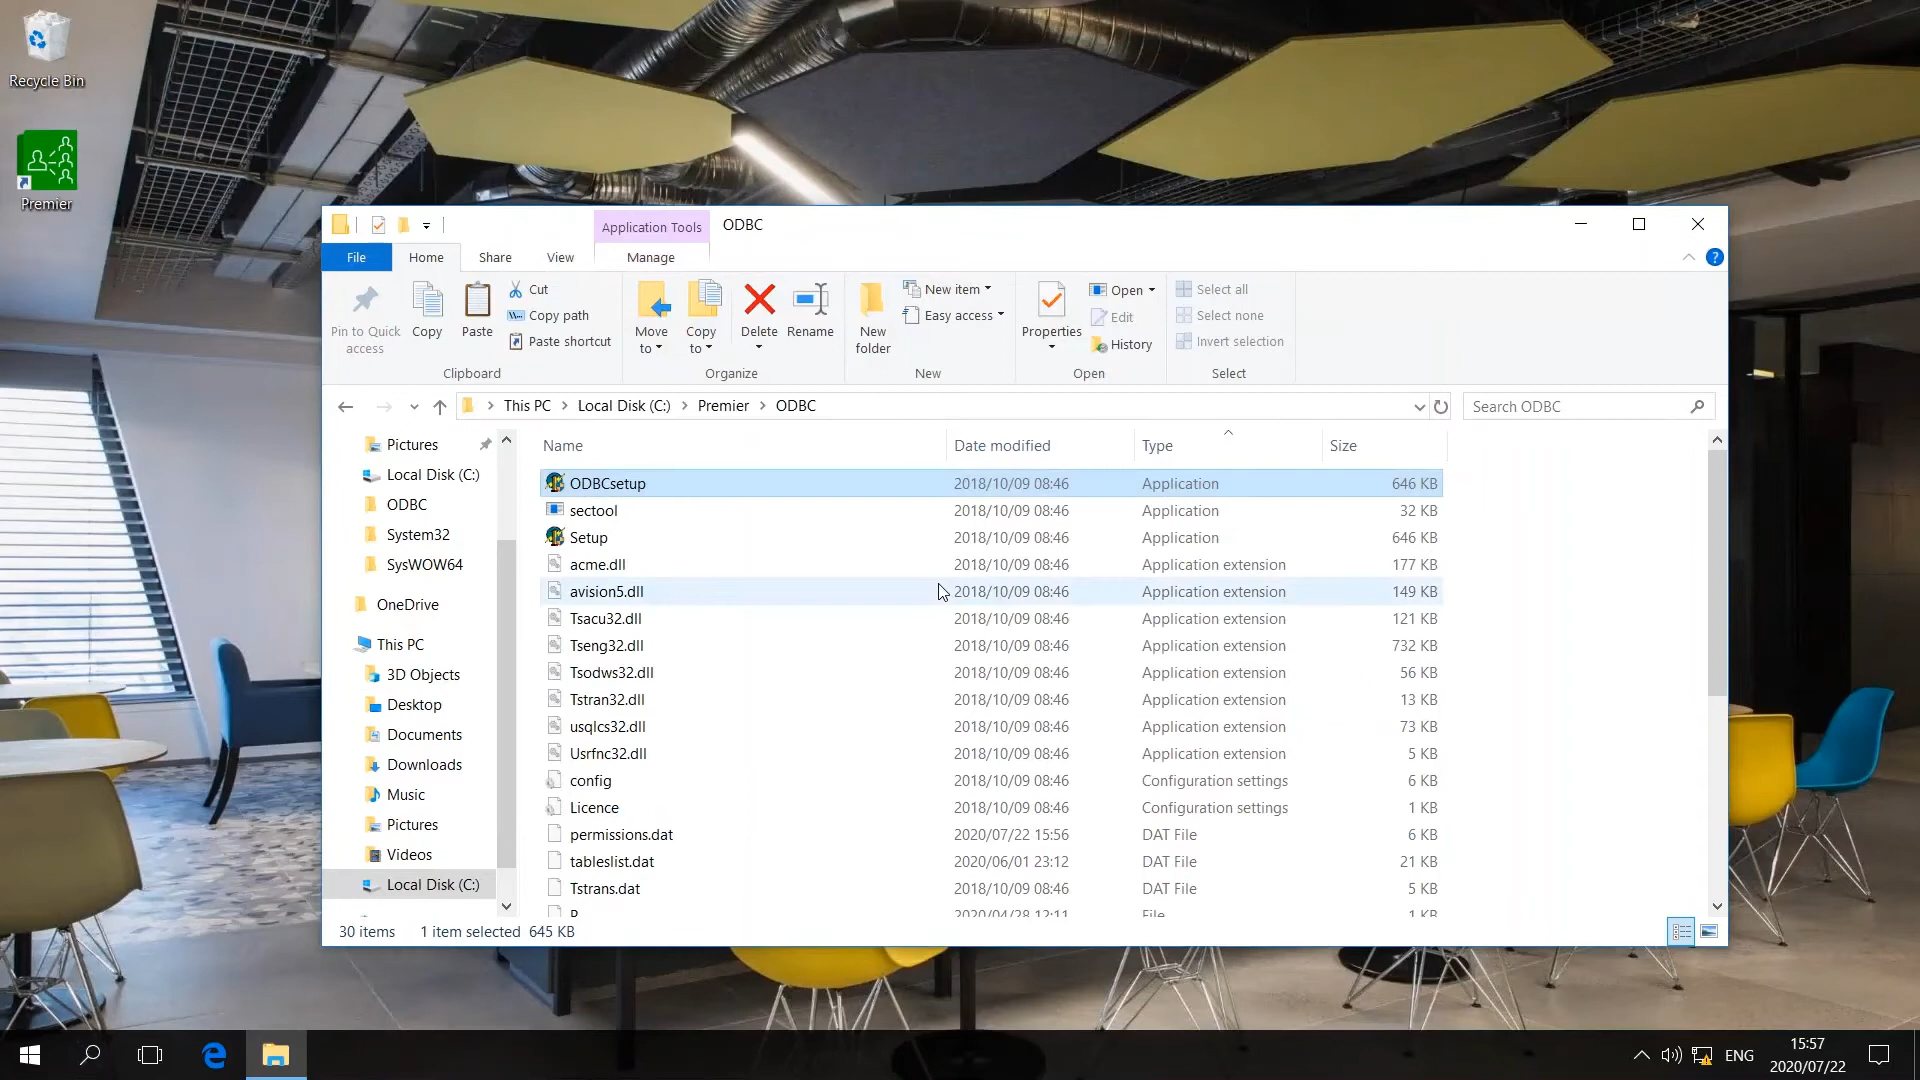 Recycle Bin
Premier
Application Tools
ODBC
File
Home
Share
View
Manage
Pin to Quick
access
Copy
Paste
Cut
Copy path
Paste shortcut
Clipboard
Move
to
Copy
to
Delete
Rename
Organize
New
folder
New item
Easy access
New
Properties
Open
Edit
History
Open
Select all
Select none
Invert selection
Select
This PC
Local Disk (C:)
Premier
ODBC
Search ODBC
Pictures
Local Disk (C:)
ODBC
System32
SysWOW64
OneDrive
This PC
3D Objects
Desktop
Documents
Downloads
Music
Pictures
Videos
Local Disk (C:)
Name Date modified Type Size
ODBCsetup 2018/10/09 08:46 Application 646 KB
sectool 2018/10/09 08:46 Application 32 KB
Setup 2018/10/09 08:46 Application 646 KB
acme.dll 2018/10/09 08:46 Application extension 177 KB
avision5.dll 2018/10/09 08:46 Application extension 149 KB
Tsacu32.dll 2018/10/09 08:46 Application extension 121 KB
Tseng32.dll 2018/10/09 08:46 Application extension 732 KB
Tsodws32.dll 2018/10/09 08:46 Application extension 56 KB
Tstran32.dll 2018/10/09 08:46 Application extension 13 KB
usqlcs32.dll 2018/10/09 08:46 Application extension 73 KB
Usrfnc32.dll 2018/10/09 08:46 Application extension 5 KB
config 2018/10/09 08:46 Configuration settings 6 KB
Licence 2018/10/09 08:46 Configuration settings 1 KB
permissions.dat 2020/07/22 15:56 DAT File 6 KB
tableslist.dat 2020/06/01 23:12 DAT File 21 KB
Tstrans.dat 2018/10/09 08:46 DAT File 5 KB
2020/04/28 12:11 File 1 KB
30 items 1 item selected 645 KB
ENG
15:57
2020/07/22